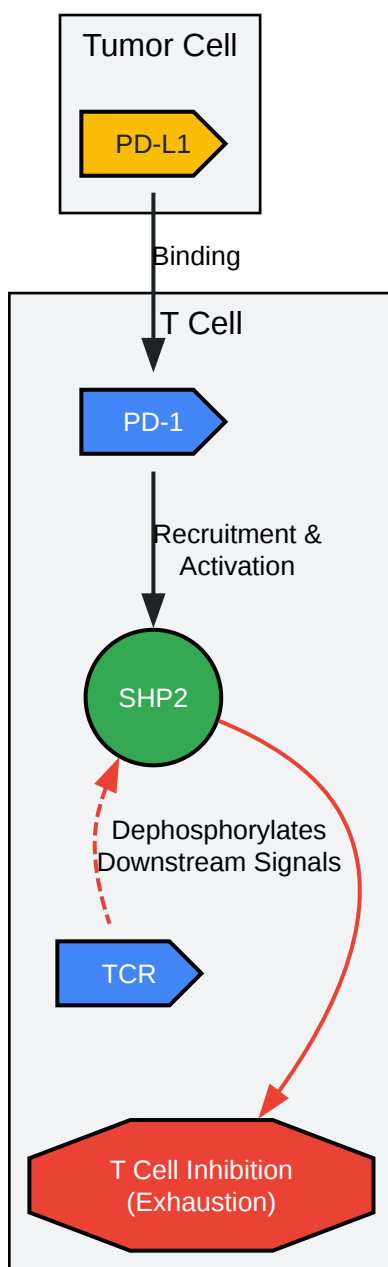 Tumor Cell
PD-L1
Binding
T Cell
PD-1
Recruitment &
Activation
SHP2
Dephosphorylates
Downstream Signals
TCR
T Cell Inhibition
(Exhaustion)